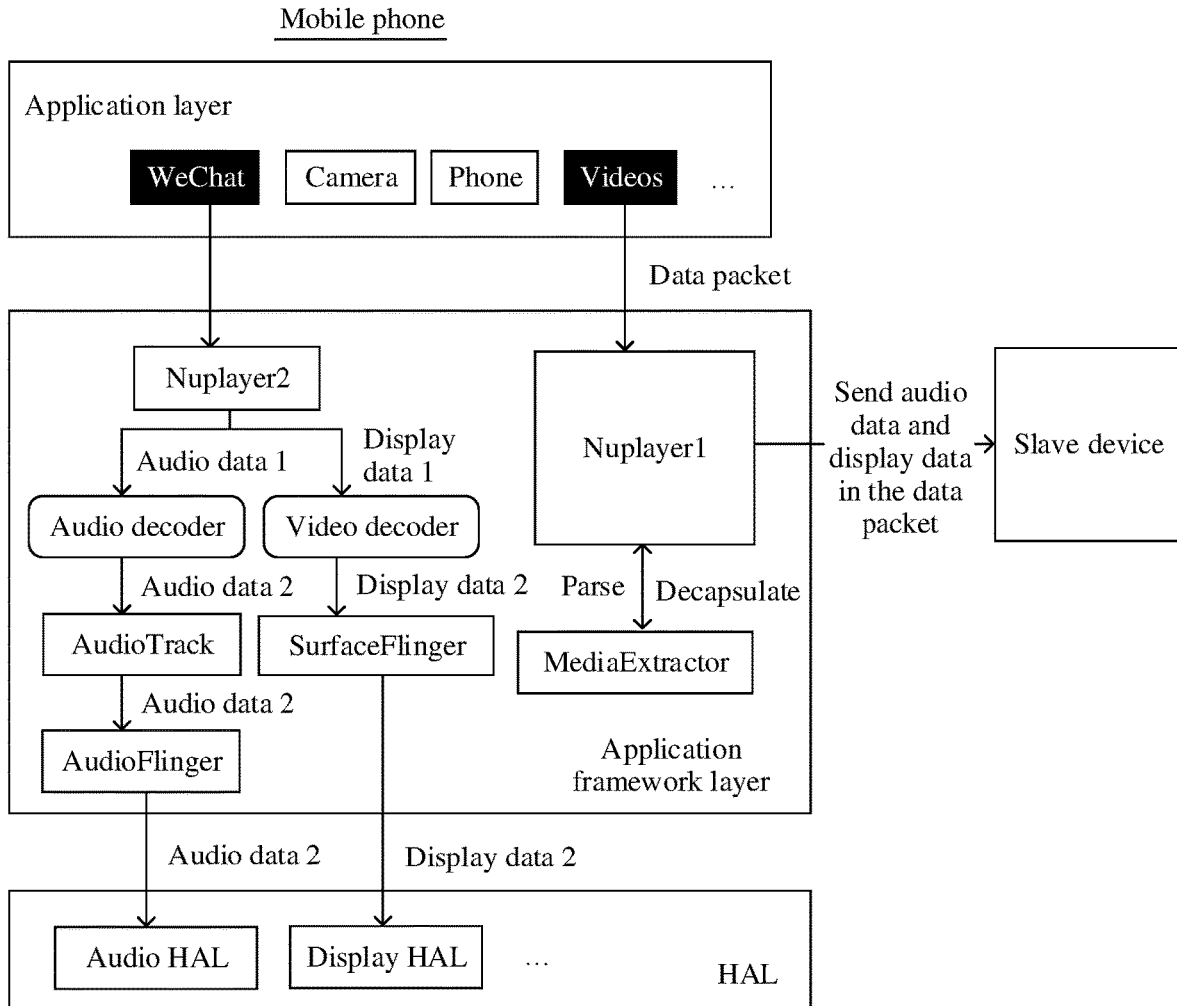 Mobile phone
Application layer
WeChat
Camera
Phone
Videos
...
Data packet
Nuplayer2
Nuplayer1
Send audio
data and
display data
in the data
packet
Slave device
Audio data 1
Display
data 1
Audio decoder
Video decoder
Audio data 2
Display data 2
Parse
Decapsulate
AudioTrack
SurfaceFlinger
MediaExtractor
Audio data 2
AudioFlinger
Application
framework layer
Audio data 2
Display data 2
Audio HAL
Display HAL
...
HAL